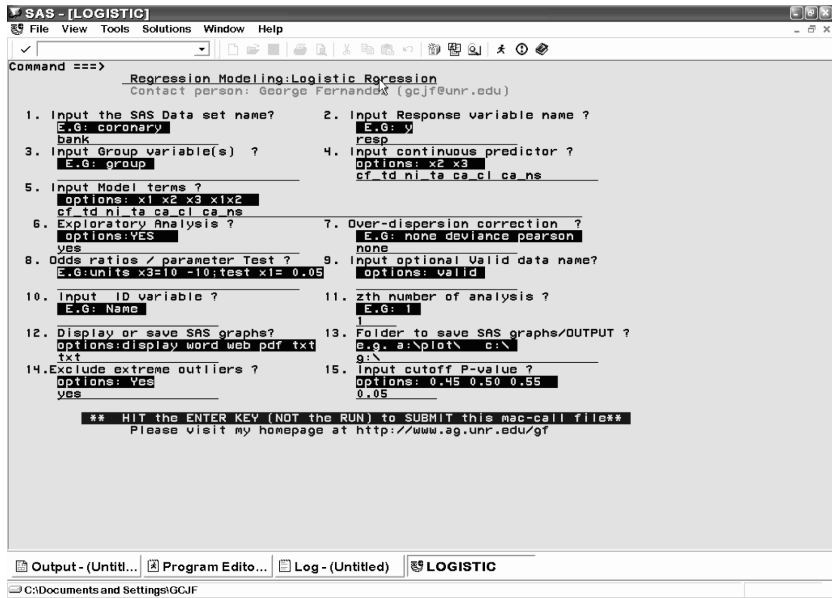 SAS - [LOGISTIC]
File View Tools Solutions Window Help
Command ===>
Regression Modeling:Logistic Rgression
Contact person: George Fernandez (gcjf@unr.edu)
1. Input the SAS Data set name? 2. Input Response variable name ?
E.G: coronary E.G: y
bank resp
3. Input Group variable(s) ? 4. Input continuous predictor ?
E.G: group options: x2 x3
cf_td ni_ta ca_cl ca_ns
5. Input Model terms ?
options: x1 x2 x3 x1x2
cf_td ni_ta ca_cl ca_ns
6. Exploratory Analysis ? 7. Over-dispersion correction ?
options:YES E.G: none deviance pearson
yes none
8. Odds ratios / parameter Test ? 9. Input optional Valid data name?
E.G:units x3=10 -10;test x1= 0.05 options: valid
10. Input ID variable ? 11. zth number of analysis ?
E.G: Name E.G: 1
1
12. Display or save SAS graphs? 13. Folder to save SAS graphs/OUTPUT ?
options:display word web pdf txt e.g. a:\plot\ c:\
txt g:\
14.Exclude extreme outliers ? 15. Input cutoff P-value ?
options: Yes options: 0.45 0.50 0.55
yes 0.05
** HIT the ENTER KEY (NOT the RUN) to SUBMIT this mac-call file**
Please visit my homepage at http://www.ag.unr.edu/gf
Output - (Untitl... Program Edito... Log - (Untitled) LOGISTIC
C:\Documents and Settings\GCJF